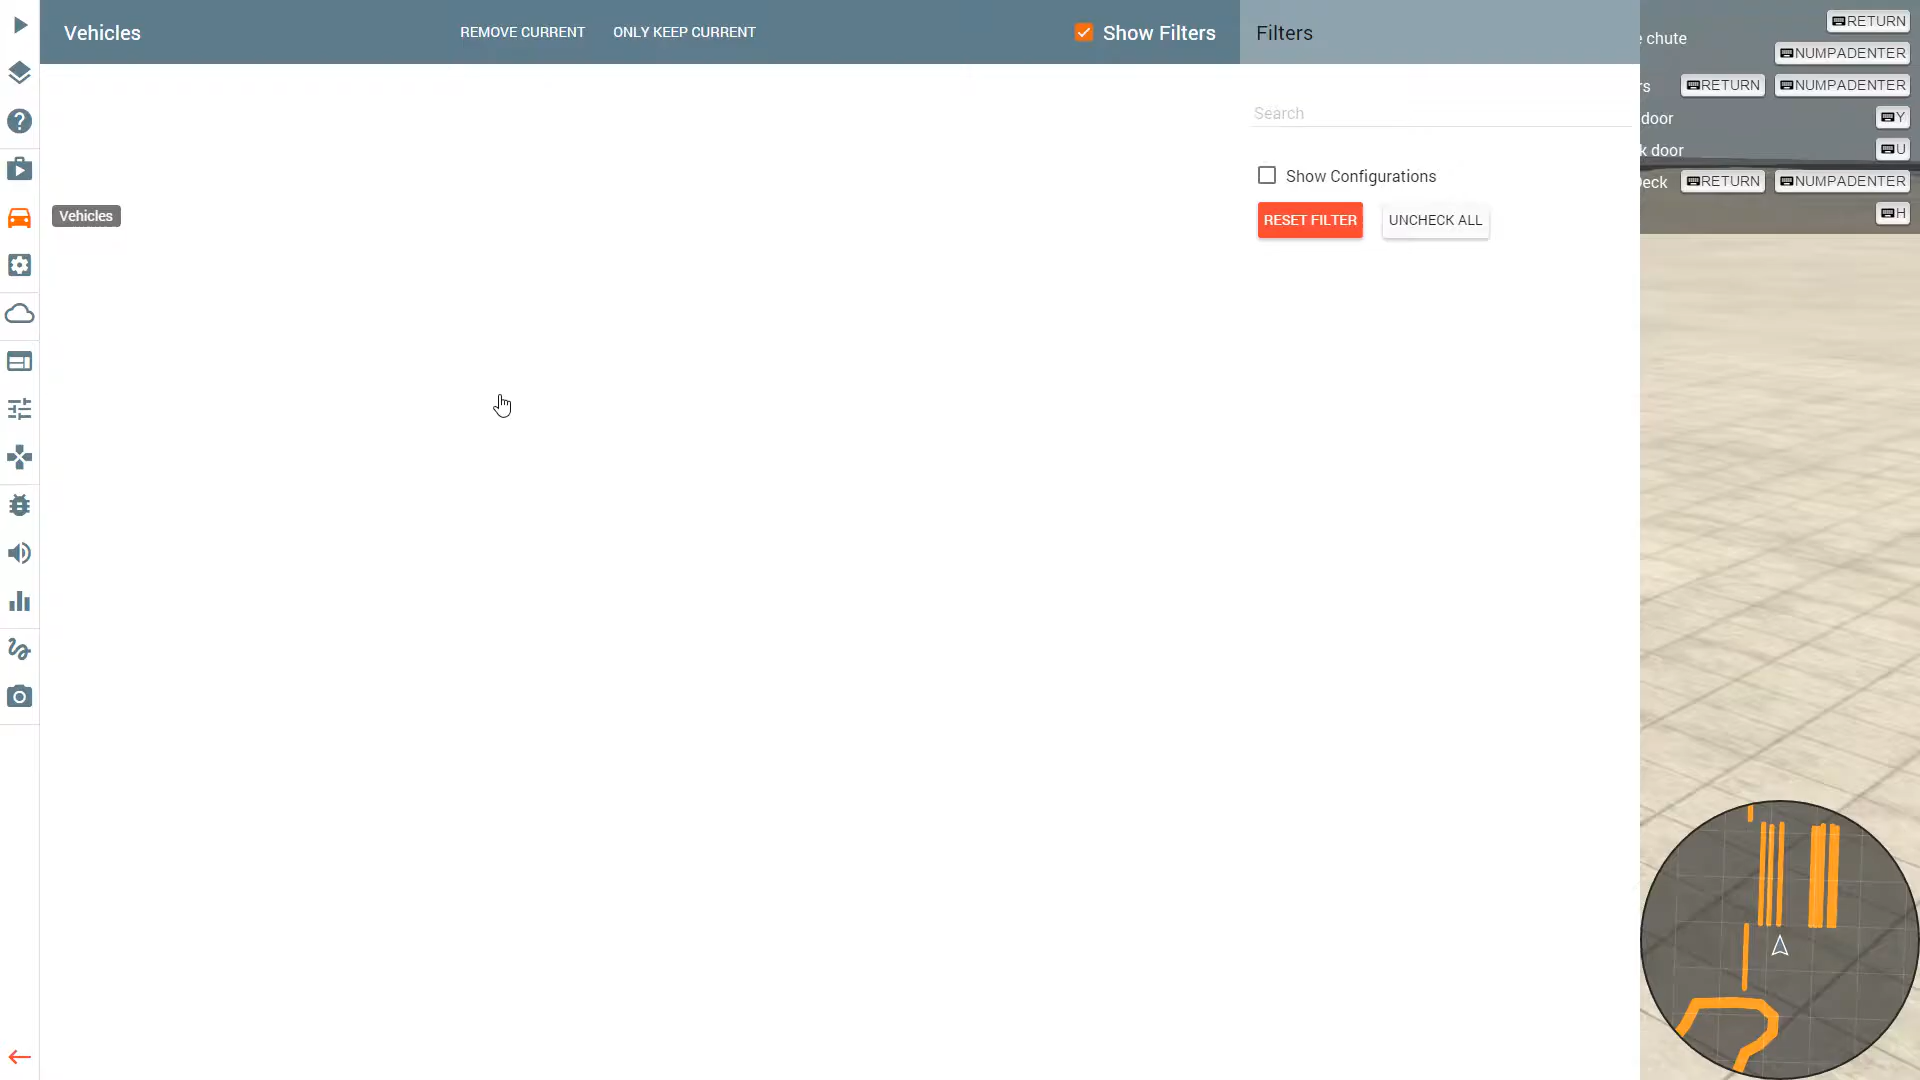 Vehicles
REMOVE CURRENT
ONLY KEEP CURRENT
Show Filters
Filters
RETURN
chute
NUMPADENTER
RETURN NUMPADENTER
door
Y
door
U
RETURN NUMPADENTER
H
Search
Show Configurations
RESET FILTER
UNCHECK ALL
Vehicles